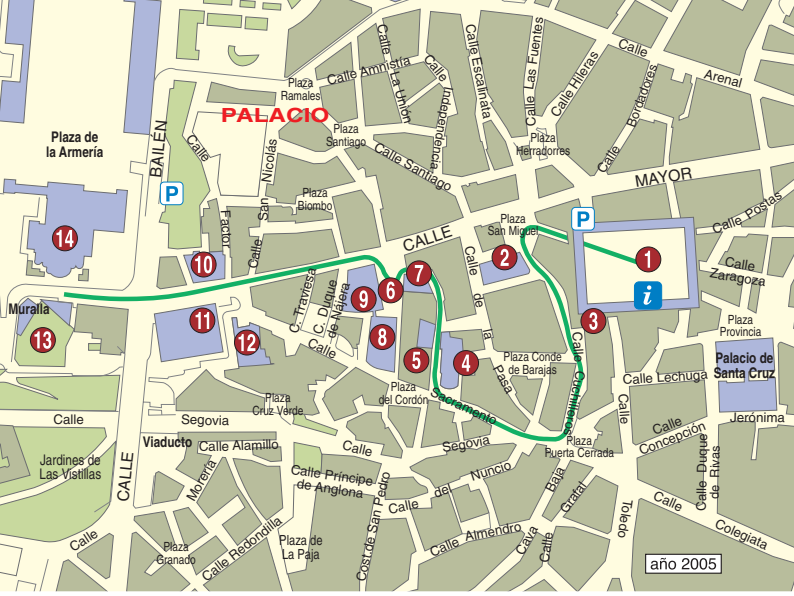 Calle
Arenal
Calle Las Fuentes
Calle Hileras
Calle Escalinata
Calle
La Unión
Calle Amnistía
Calle
Independencia
Calle Bordadores
Plaza
Ramales
PALACIO
Plaza
Santiago
Calle Santiago
Plaza
Herradorres
Plaza de
la Armería
BAILÉN
Calle
P
Calle San Nicolás
Factor
Plaza
Biombo
MAYOR
CALLE
Calle Postas
Plaza
San Miguel
P
Calle
Zaragoza
14
10
7
2
1
i
6
9
C. Traviesa
C. Duque
de Nájera
Calle de la Pasa
Muralla
13
11
12
8
5
4
3
Plaza
Provincia
Calle
Plaza Conde
de Barajas
Calle Cuchilleros
Palacio de
Santa Cruz
Calle Lechuga
Plaza
del Cordón
Sacramento
Plaza
Cruz Verde
Calle
Segovia
Calle
Segovia
Jerónima
Calle
Concepción
Calle Duque
de Rivas
Plaza
Puerta Cerrada
Viaducto
Calle Alamillo
CALLE
Jardines de
Las Vistillas
Morería
Calle Príncipe
de Anglona
Calle del Nuncio
Cost. de San Pedro
Cava Baja
Calle Grafal
Calle
Toledo
Calle
Colegiata
Calle Almendro
Calle
Plaza
Granado
Calle Redondilla
Plaza de
La Paja
año 2005